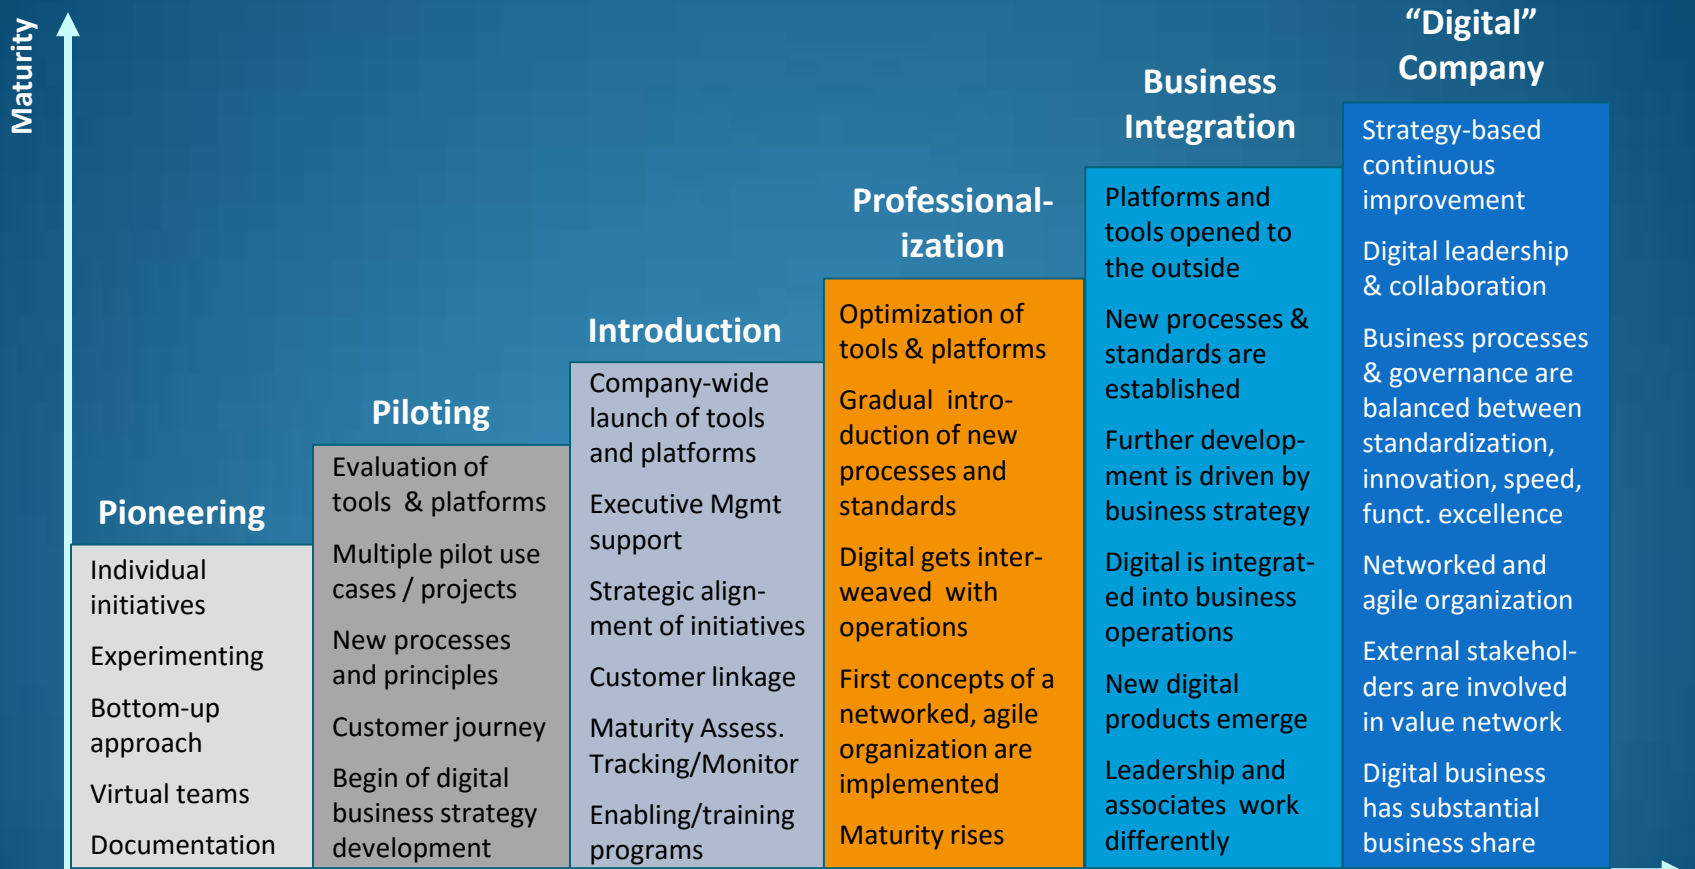 Maturity
Pioneering
Individual
initiatives
Experimenting
Bottom-up
approach
Virtual teams
Documentation
Piloting
Evaluation of
tools & platforms
Multiple pilot use
cases / projects
New processes
and principles
Customer journey
Begin of digital
business strategy
development
Introduction
Company-wide
launch of tools
and platforms
Executive Mgmt
support
Strategic align-
ment of initiatives
Customer linkage
Maturity Assess.
Tracking/Monitor
Enabling/training
programs
Professional-
ization
Optimization of
tools & platforms
Gradual intro-
duction of new
processes and
standards
Digital gets inter-
weaved with
operations
First concepts of a
networked, agile
organization are
implemented
Maturity rises
Business
Integration
Platforms and
tools opened to
the outside
New processes &
standards are
established
Further develop-
ment is driven by
business strategy
Digital is integrat-
ed into business
operations
New digital
products emerge
Leadership and
associates work
differently
“Digital”
Company
Strategy-based
continuous
improvement
Digital leadership
& collaboration
Business processes
& governance are
balanced between
standardization,
innovation, speed,
funct. excellence
Networked and
agile organization
External stakehol-
ders are involved
in value network
Digital business
has substantial
business share